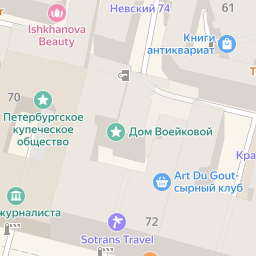 Невский 74
61
Ishkhanova
Beauty
Книги
антиквариат
70
Петербургское
купеческое
общество
Дом Воейковой
Art Du Gout-
сырный клуб
журналиста
72
Sotrans Travel